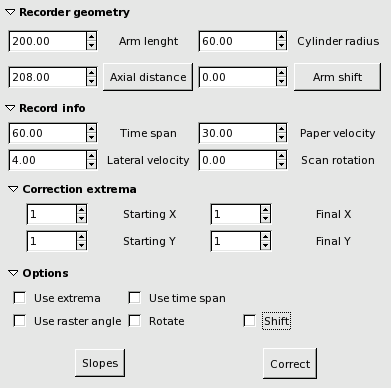 Recorder geometry
200.00 Arm lenght 60.00 Cylinder radius
208.00 Axial distance 0.00 Arm shift
Record info
60.00 Time span 30.00 Paper velocity
4.00 Lateral velocity 0.00 Scan rotation
Correction extrema
1 Starting X 1 Final X
1 Starting Y 1 Final Y
Options
Use extrema Use time span
Use raster angle Rotate Shift
Slopes Correct